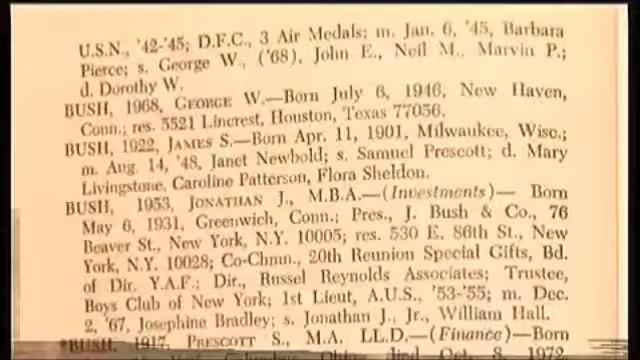 U.S.N., '42-'45; D.F.C., 3 Air Medals; m. Jan. 6, '45, Barbara
Pierce; s. George W., ('68), John E., Neil M., Marvin P.;
d. Dorothy W.
BUSH, 1968, GEORGE W.—Born July 6, 1946, New Haven,
Conn.; res. 5521 Lincrest, Houston, Texas 77056.
BUSH, 1922, JAMES S.—Born Apr. 11, 1901, Milwaukee, Wisc.;
m. Aug. 14, '48, Janet Newbold; s. Samuel Prescott; d. Mary
Livingstone, Caroline Patterson, Flora Sheldon.
BUSH, 1953, JONATHAN J., M.B.A.—(Investments)— Born
May 6, 1931, Greenwich, Conn.; Pres., J. Bush & Co., 76
Beaver St., New York, N.Y. 10005; res. 530 E. 86th St., New
York, N.Y. 10028; Co-Chmn., 20th Reunion Special Gifts, Bd.
of Dir. Y.A.F.; Dir., Russel Reynolds Associates; Trustee,
Boys Club of New York; 1st Lieut, A.U.S., '53-'55; m. Dec.
2, '67, Josephine Bradley; s. Jonathan J., Jr., William Hall.
*BUSH, 1917, PRESCOTT S., M.A. LL.D.—(Finance)—Born
Columbus, Ohio; died Oct. 8, 1972